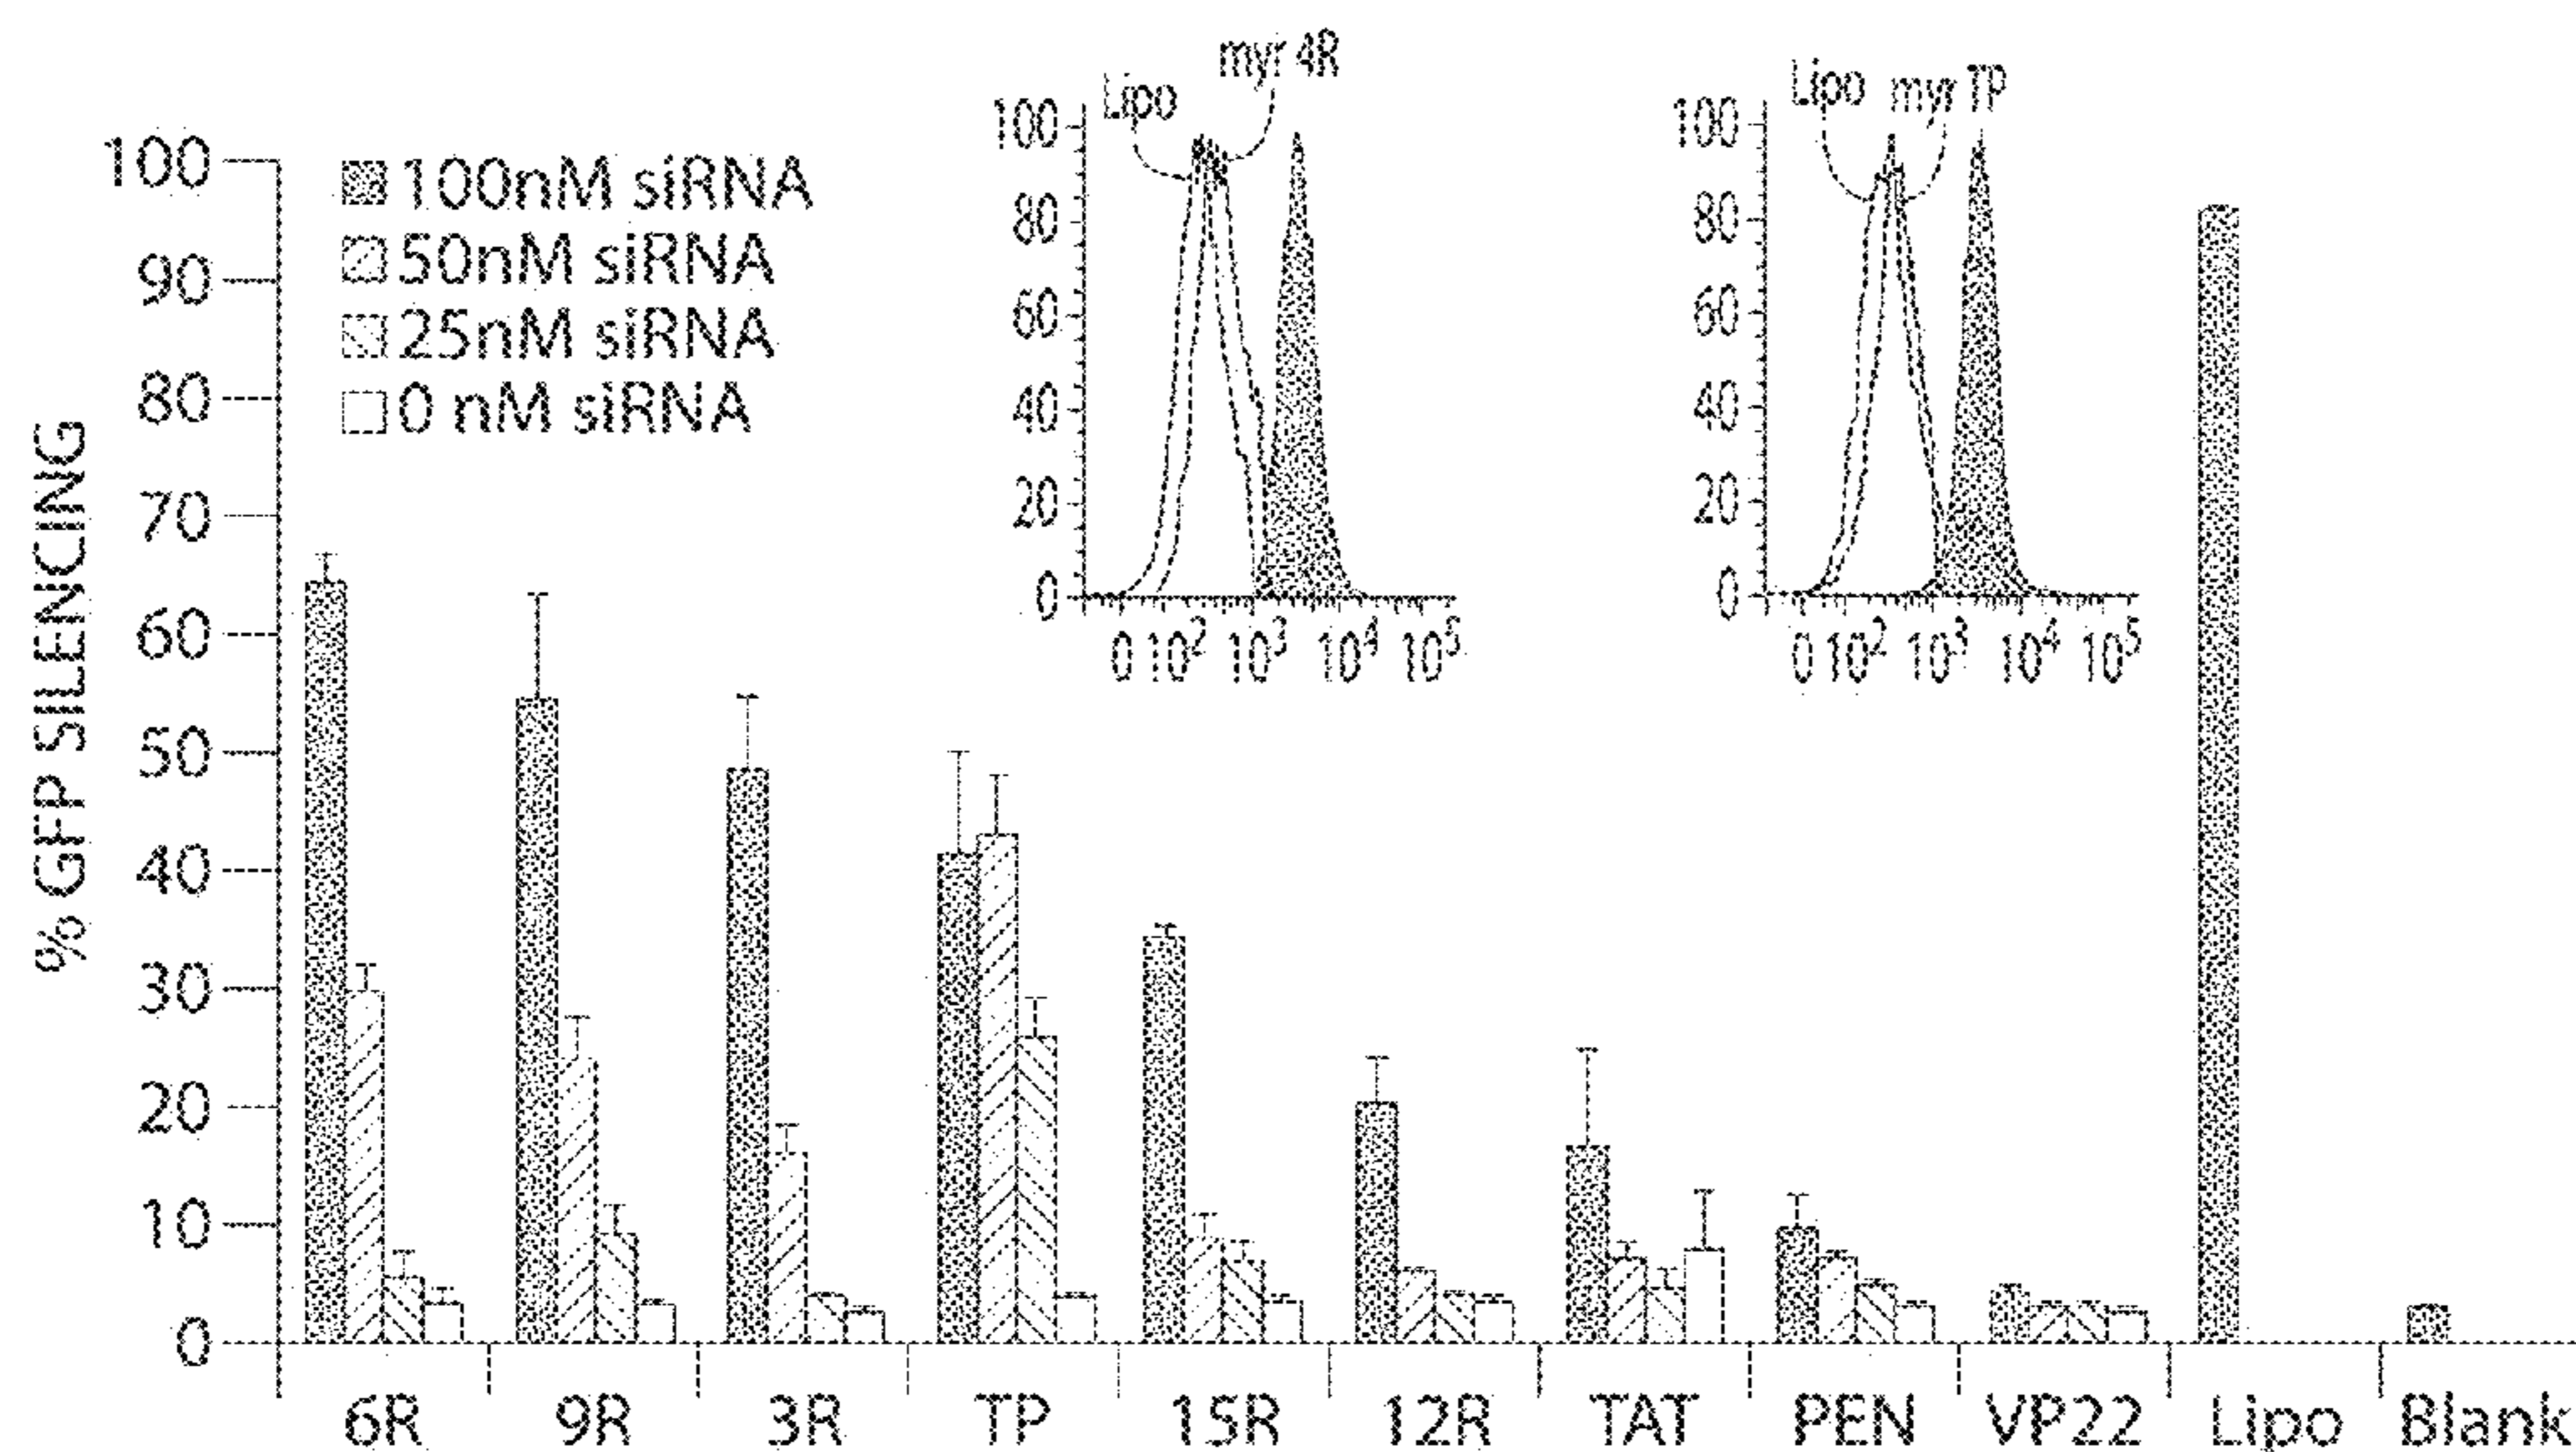 % GFP SILENCING
100
90
80
70
60
50
40
30
20
10
0
100nM siRNA
50nM siRNA
25nM siRNA
0 nM siRNA
Lipo
myr 4R
100
80
60
40
20
0
0 10² 10³ 10⁴ 10⁵
Lipo myr TP
100
80
60
40
20
0
0 10² 10³ 10⁴ 10⁵
6R 9R 3R TP 15R 12R TAT PEN VP22 Lipo Blank